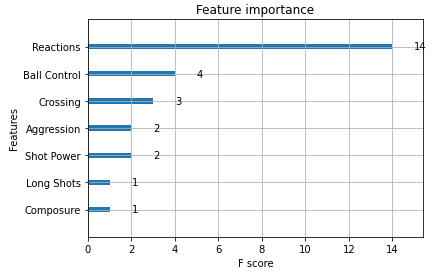 Feature importance
Reactions 14
Ball Control 4
Crossing 3
Aggression 2
Shot Power 2
Long Shots 1
Composure 1
Features
0 2 4 6 8 10 12 14
F score